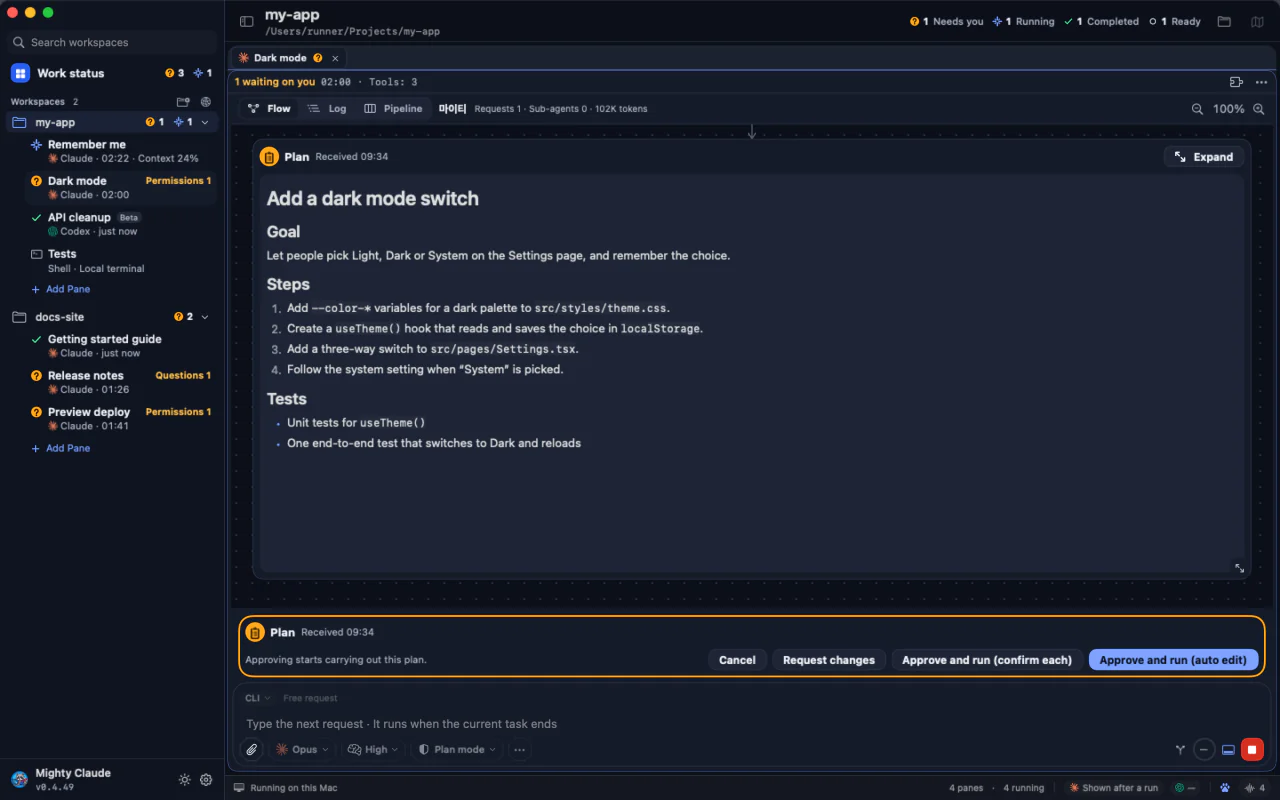 my-app
/Users/runner/Projects/my-app
1 Needs you 1 Running 1 Completed 1 Ready
Search workspaces
Work status 3 1
Workspaces 2
my-app 1 1
Remember me
Claude · 02:22 · Context 24%
Dark mode Permissions 1
Claude · 02:00
API cleanup Beta
Codex · just now
Tests
Shell · Local terminal
+ Add Pane
docs-site 2
Getting started guide
Claude · just now
Release notes Questions 1
Claude · 01:26
Preview deploy Permissions 1
Claude · 01:41
+ Add Pane
Mighty Claude
v0.4.49
Dark mode
1 waiting on you 02:00 · Tools: 3
Flow Log Pipeline 마이티 Requests 1 · Sub-agents 0 · 102K tokens 100%
Plan Received 09:34 Expand
Add a dark mode switch
Goal
Let people pick Light, Dark or System on the Settings page, and remember the choice.
Steps
1. Add --color-* variables for a dark palette to src/styles/theme.css.
2. Create a useTheme() hook that reads and saves the choice in localStorage.
3. Add a three-way switch to src/pages/Settings.tsx.
4. Follow the system setting when “System” is picked.
Tests
• Unit tests for useTheme()
• One end-to-end test that switches to Dark and reloads
Plan Received 09:34
Approving starts carrying out this plan. Cancel Request changes Approve and run (confirm each) Approve and run (auto edit)
CLI Free request
Type the next request · It runs when the current task ends
Opus High Plan mode
Running on this Mac 4 panes · 4 running Shown after a run — 4